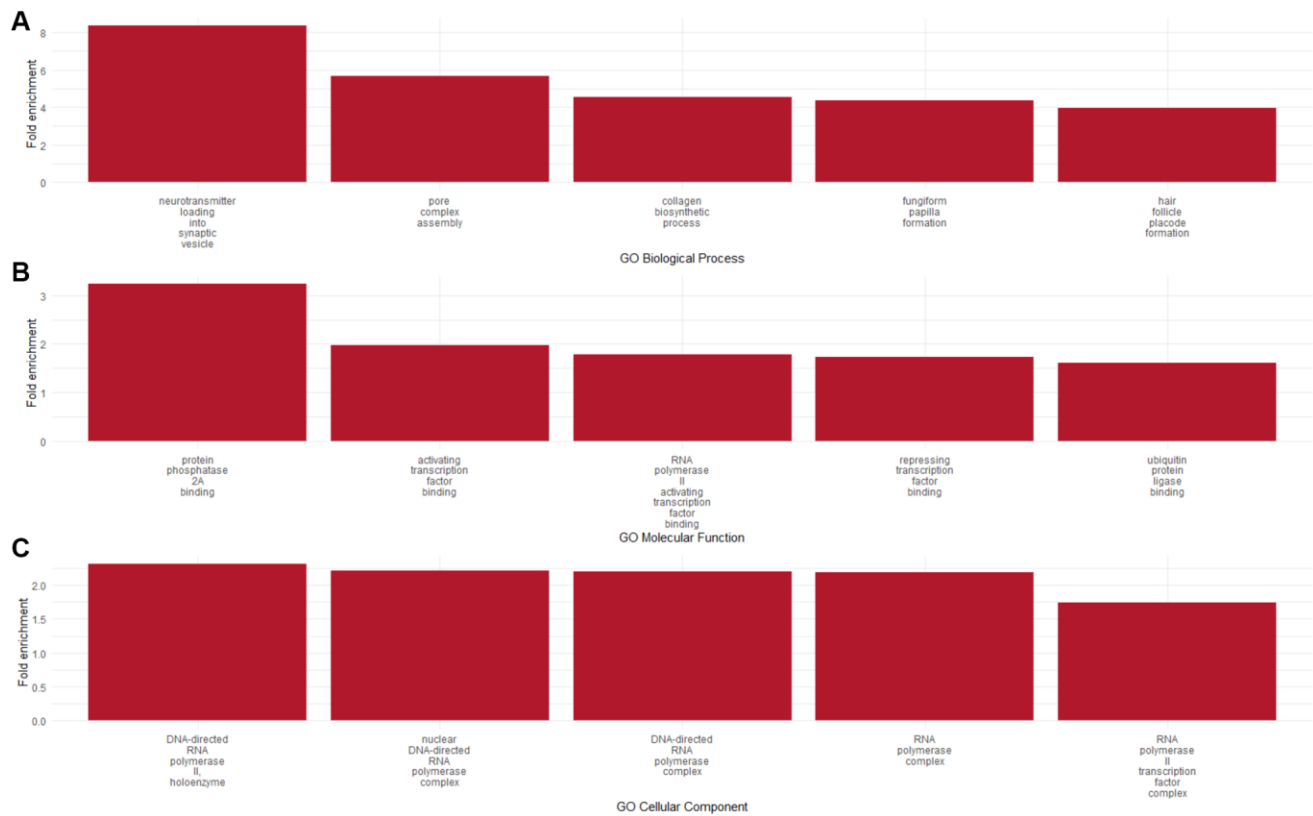 A
8
6
4
2
0
Fold enrichment
neurotransmitter
loading
into
synaptic
vesicle
pore
complex
assembly
collagen
biosynthetic
process
fungiform
papilla
formation
hair
follicle
placode
formation
GO Biological Process
B
3
2
1
0
Fold enrichment
protein
phosphatase
2A
binding
activating
transcription
factor
binding
RNA
polymerase
II
activating
transcription
factor
binding
repressing
transcription
factor
binding
ubiquitin
protein
ligase
binding
GO Molecular Function
C
2.0
1.5
1.0
0.5
0.0
Fold enrichment
DNA-directed
RNA
polymerase
II,
holoenzyme
nuclear
DNA-directed
RNA
polymerase
complex
DNA-directed
RNA
polymerase
complex
RNA
polymerase
complex
RNA
polymerase
II
transcription
factor
complex
GO Cellular Component